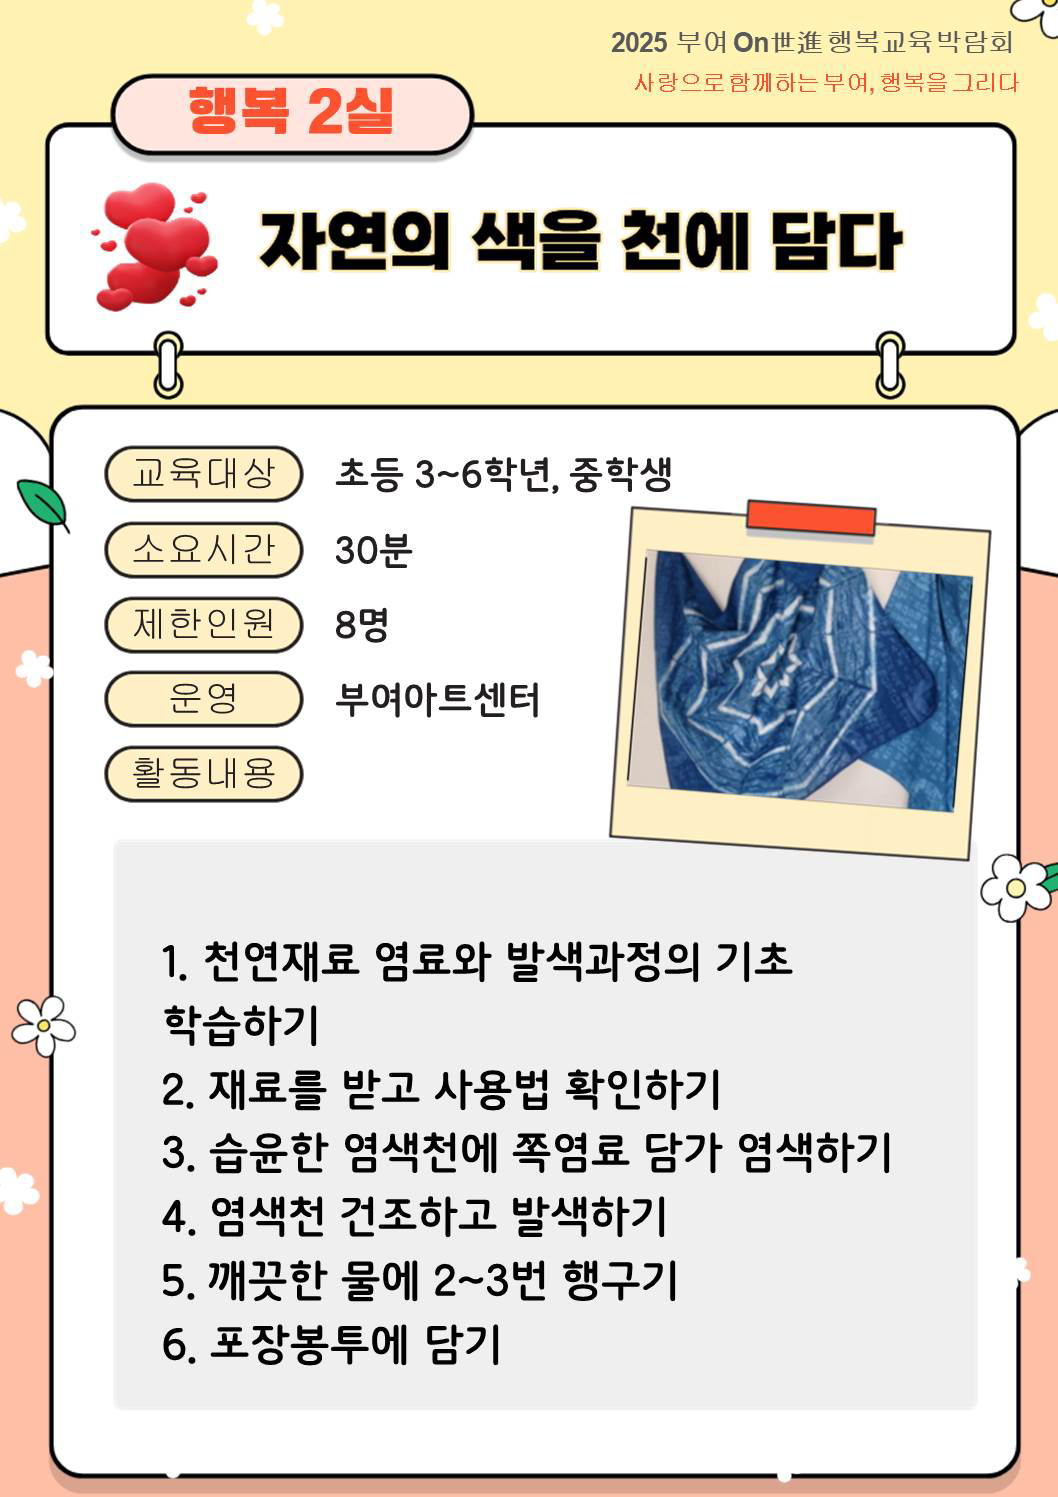 2025 부여 On世進 행복교육박람회
사랑으로 함께하는 부여, 행복을 그리다
행복 2실
자연의 색을 천에 담다
교육대상 초등 3~6학년, 중학생
소요시간 30분
제한인원 8명
운영 부여아트센터
활동내용
1. 천연재료 염료와 발색과정의 기초
학습하기
2. 재료를 받고 사용법 확인하기
3. 습윤한 염색천에 쪽염료 담가 염색하기
4. 염색천 건조하고 발색하기
5. 깨끗한 물에 2~3번 행구기
6. 포장봉투에 담기